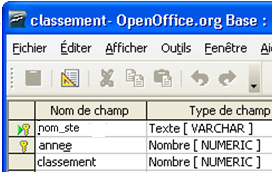 classement- OpenOffice.org Base :
Fichier Éditer Afficher Outils Fenêtre
Nom de champ Type de champ
nom_ste Texte [ VARCHAR ]
annee Nombre [ NUMERIC ]
classement Nombre [ NUMERIC ]